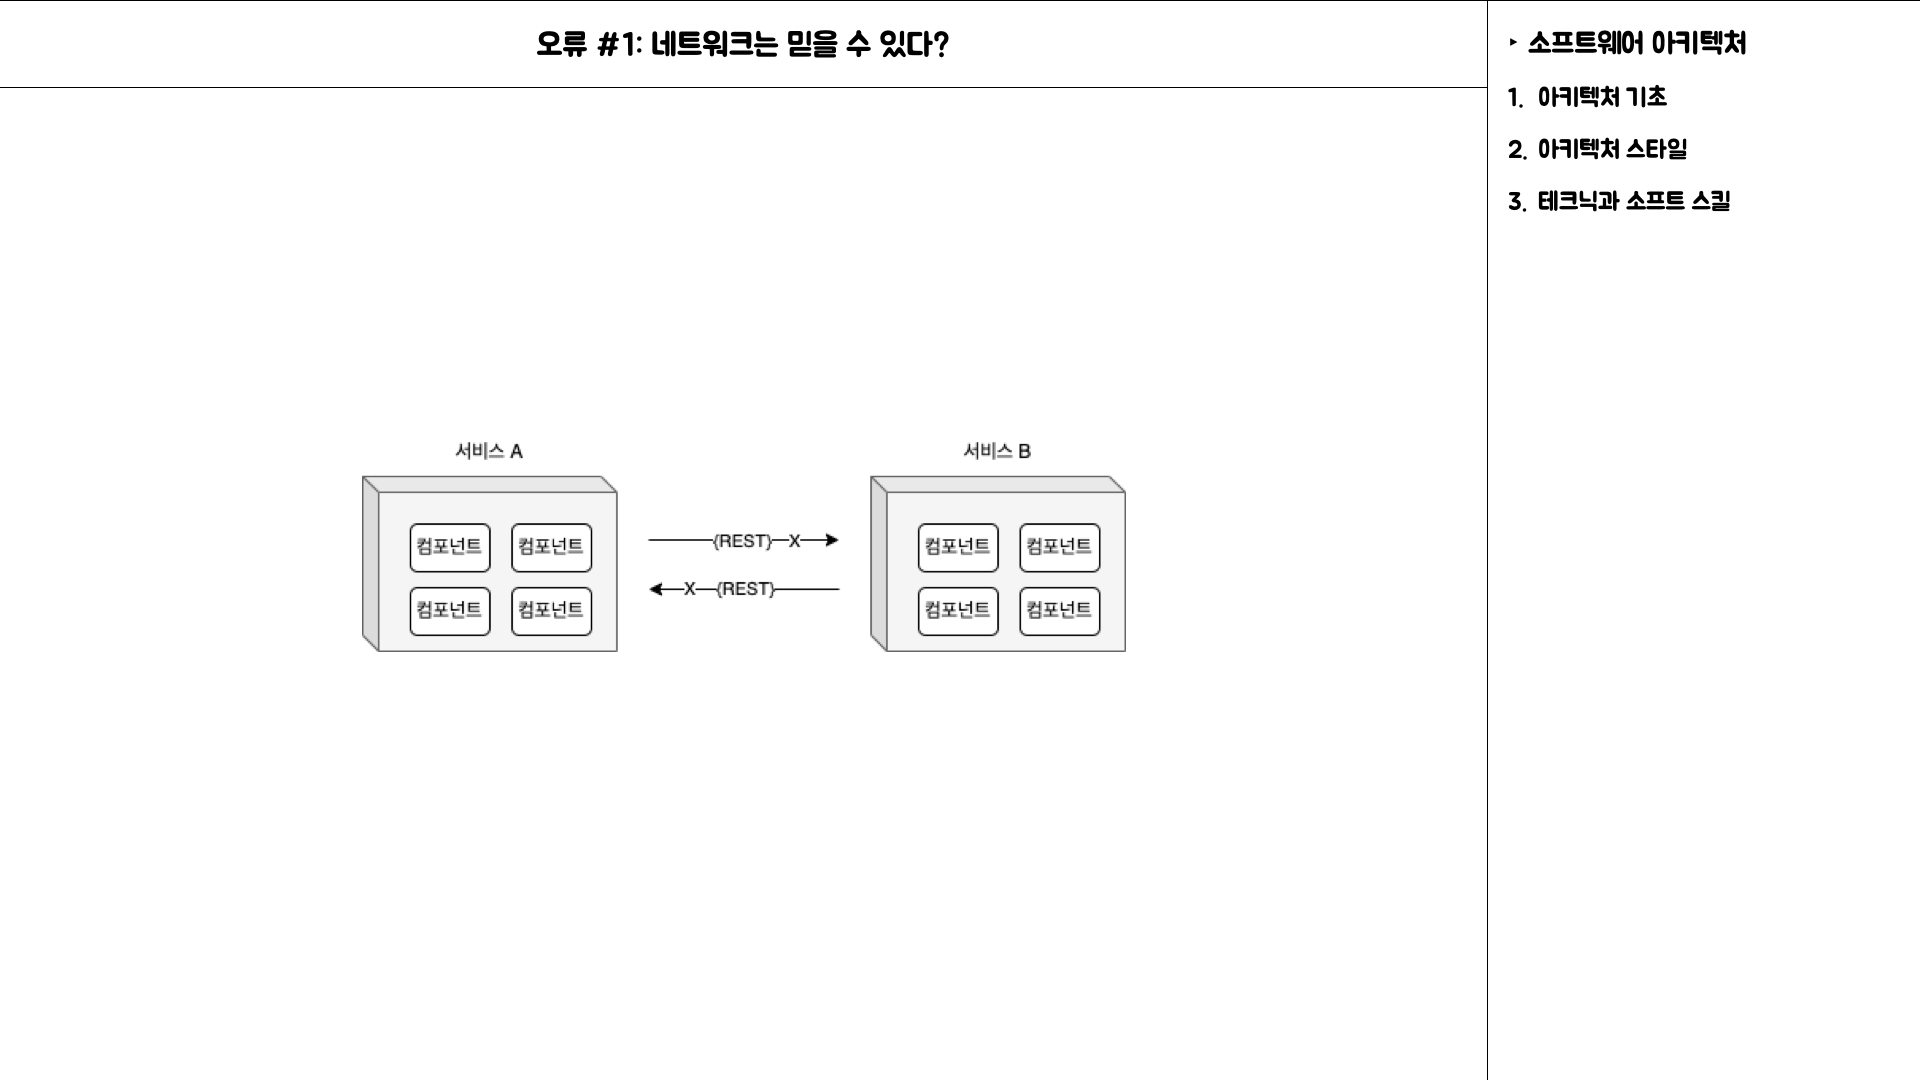 오류 #1: 네트워크는 믿을 수 있다?
‣ 소프트웨어 아키텍처
1. 아키텍처 기초
2. 아키텍처 스타일
3. 테크닉과 소프트 스킬
서비스 A
컴포넌트 컴포넌트
컴포넌트 컴포넌트
{REST} X
X {REST}
서비스 B
컴포넌트 컴포넌트
컴포넌트 컴포넌트